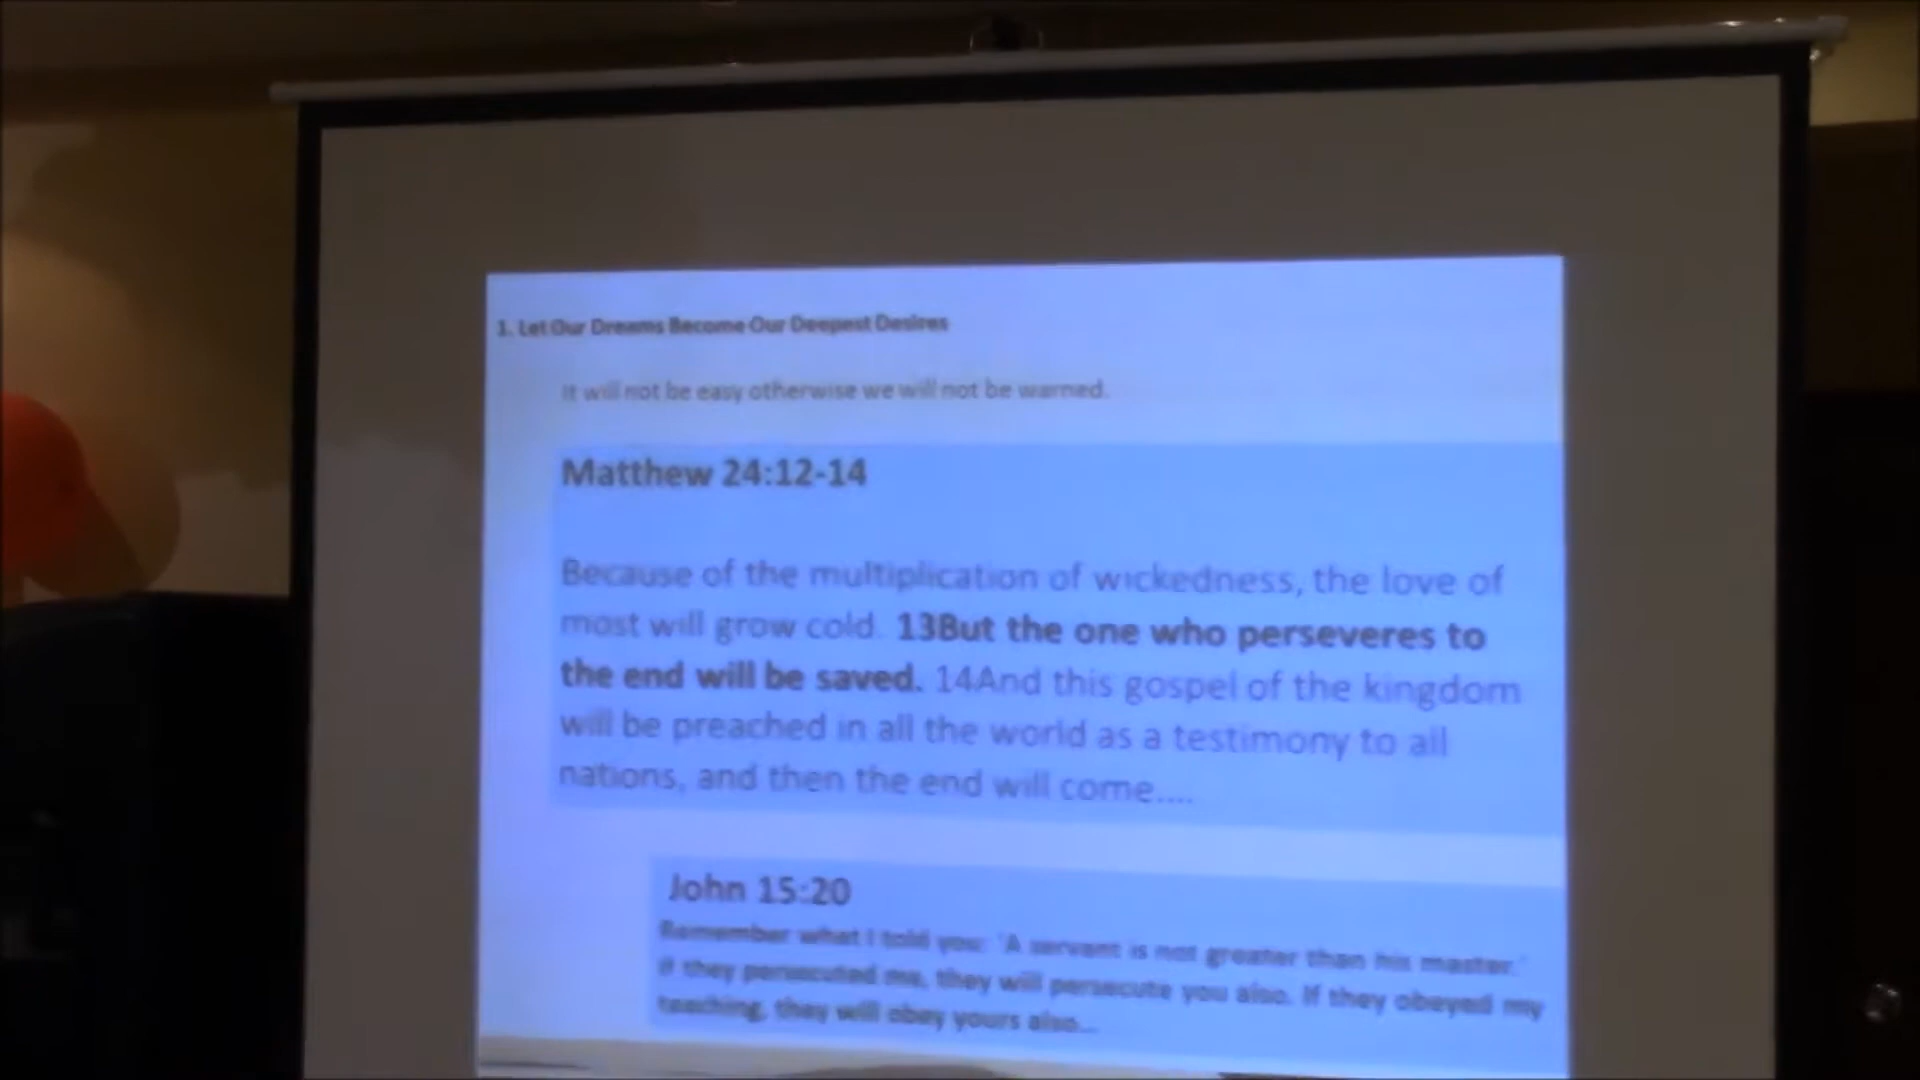 1. Let Our Dreams Become Our Deepest Desires
It will not be easy otherwise we will not be warned.
Matthew 24:12-14
Because of the multiplication of wickedness, the love of
most will grow cold. 13But the one who perseveres to
the end will be saved. 14And this gospel of the kingdom
will be preached in all the world as a testimony to all
nations, and then the end will come....
John 15:20
Remember what I told you: 'A servant is not greater than his master.'
If they persecuted me, they will persecute you also. If they obeyed my
teaching, they will obey yours also...